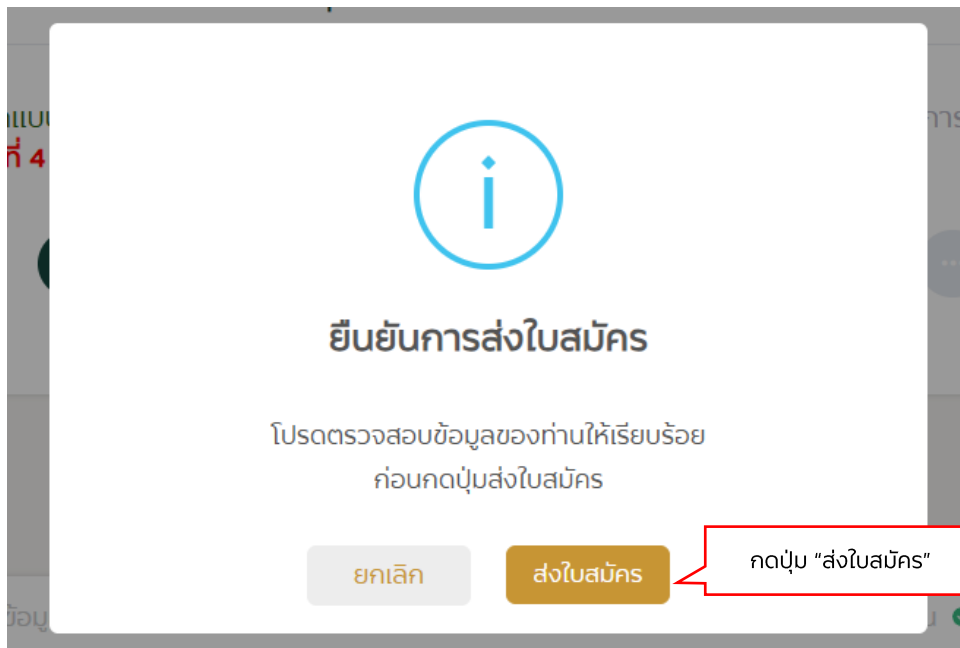 ที่ 4
ยืนยันการส่งใบสมัคร
โปรดตรวจสอบข้อมูลของท่านให้เรียบร้อย
ก่อนกดปุ่มส่งใบสมัคร
ยกเลิก
ส่งใบสมัคร
กดปุ่ม “ส่งใบสมัคร”